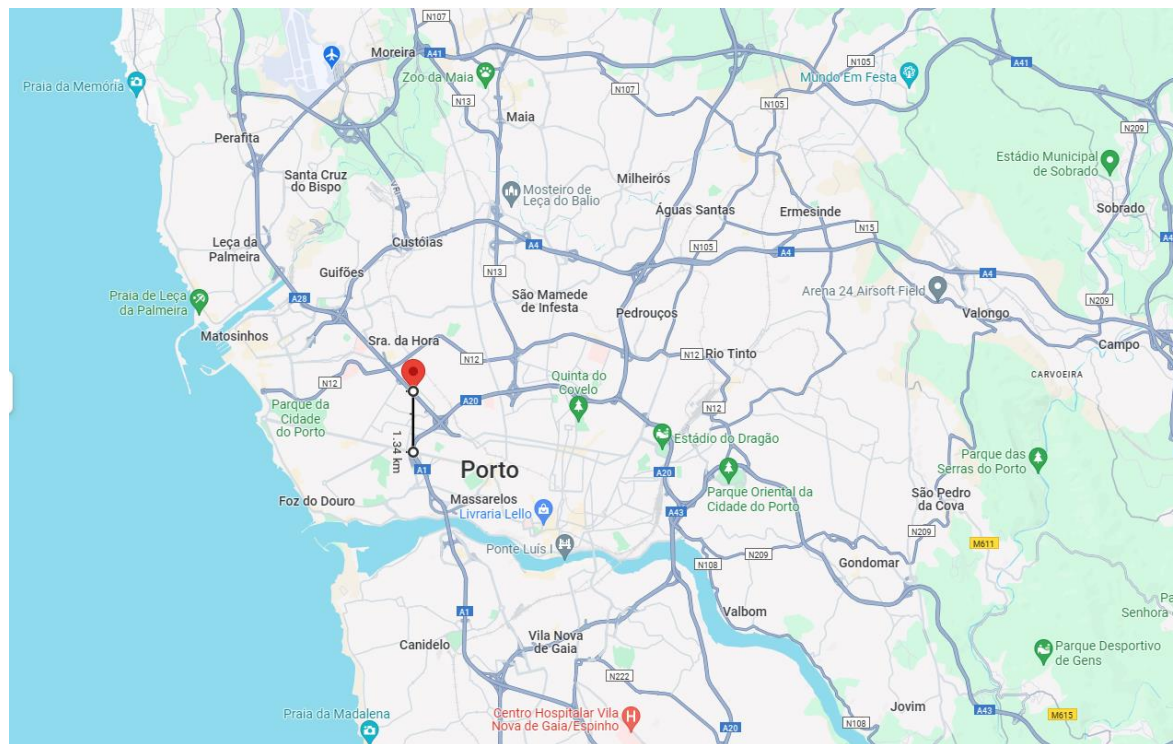 N107
Moreira
A41
Zoo da Maia
N105
Mundo Em Festa
A41
Praia da Memória
N107
N13
N105
Maia
N209
Perafita
Estádio Municipal
de Sobrado
Santa Cruz
do Bispo
VRI
Milheirós
Mosteiro de
Leça do Balio
Águas Santas
Ermesinde
Sobrado
N15
Leça da
Palmeira
Custóias
A4
N105
A4
A4
Guifões
N13
A4
São Mamede
de Infesta
Arena 24 Airsoft Field
Praia de Leça
da Palmeira
A28
N209
Pedrouços
Valongo
Matosinhos
Sra. da Hora
N12
N12
Rio Tinto
Campo
Quinta do
Covelo
CARVOEIRA
N12
Parque da
Cidade
do Porto
A20
N12
1.34 km
Estádio do Dragão
Parque das
Serras do Porto
A1
Porto
A20
Parque Oriental da
Cidade do Porto
Foz do Douro
Massarelos
Livraria Lello
A43
São Pedro
da Cova
N209
M611
Ponte Luís I
N209
N108
Gondomar
A1
Valbom
Pa
Senhora
Canidelo
Vila Nova
de Gaia
Parque Desportivo
de Gens
N222
Jovim
Praia da Madalena
Centro Hospitalar Vila
Nova de Gaia/Espinho
H
A20
N108
A43
M615